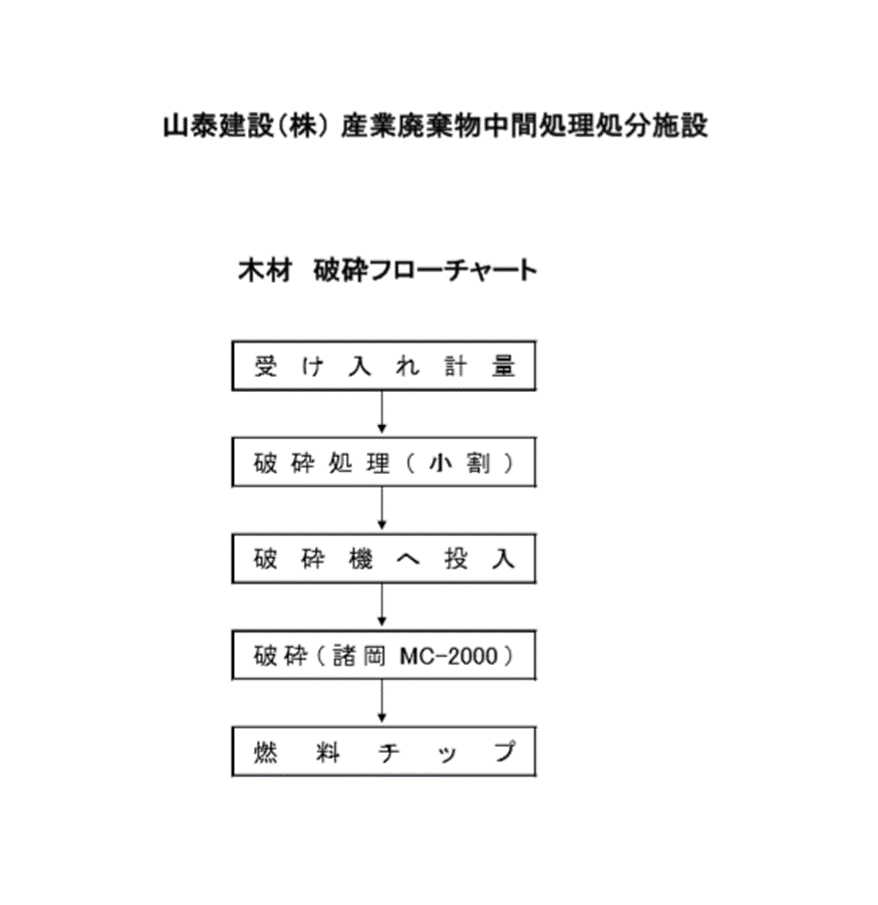 山泰建設(株) 産業廃棄物中間処理処分施設
木材　破砕フローチャート
受け入れ計量
破砕処理(小割)
破砕機へ投入
破砕(諸岡 MC-2000)
燃料チップ